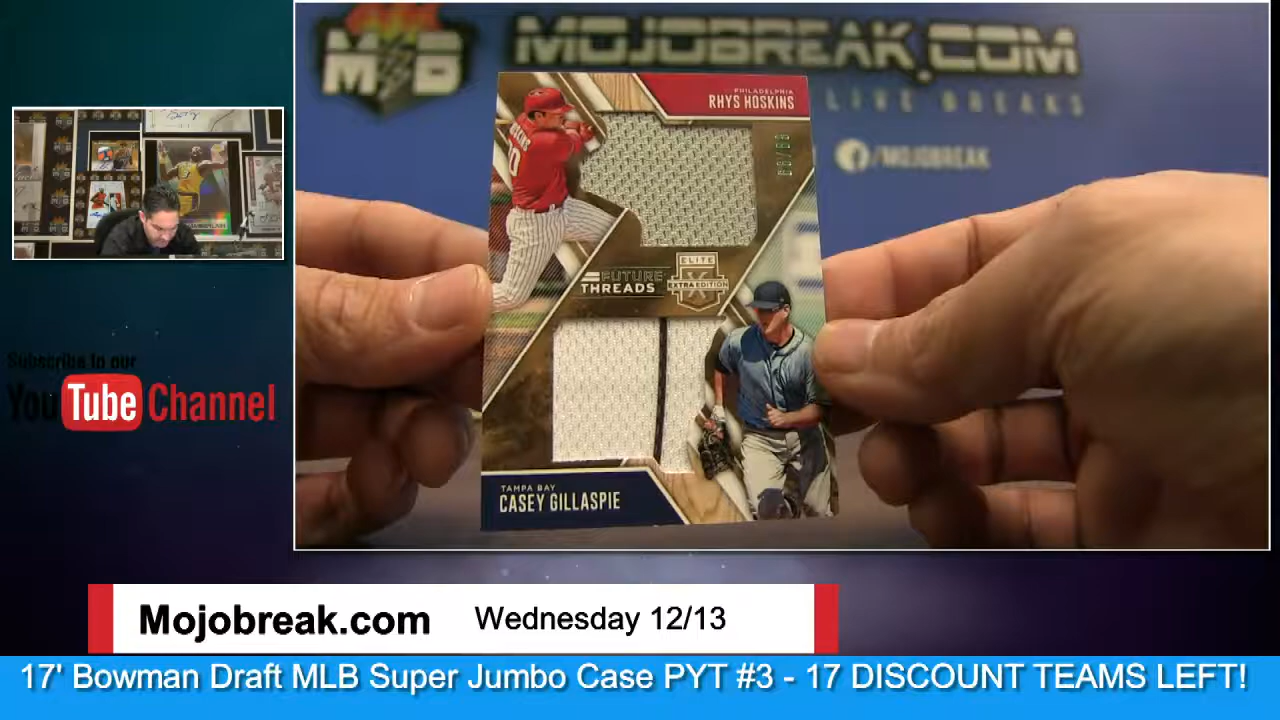 MOJOBREAK.COM
LIVE BREAKS
/MOJOBREAK
MB
PHILADELPHIA
RHYS HOSKINS
ELITE
EXTRA EDITION
FUTURE
THREADS
TAMPA BAY
CASEY GILLASPIE
Subscribe to our
YouTube Channel
Mojobreak.com Wednesday 12/13
17' Bowman Draft MLB Super Jumbo Case PYT #3 - 17 DISCOUNT TEAMS LEFT!